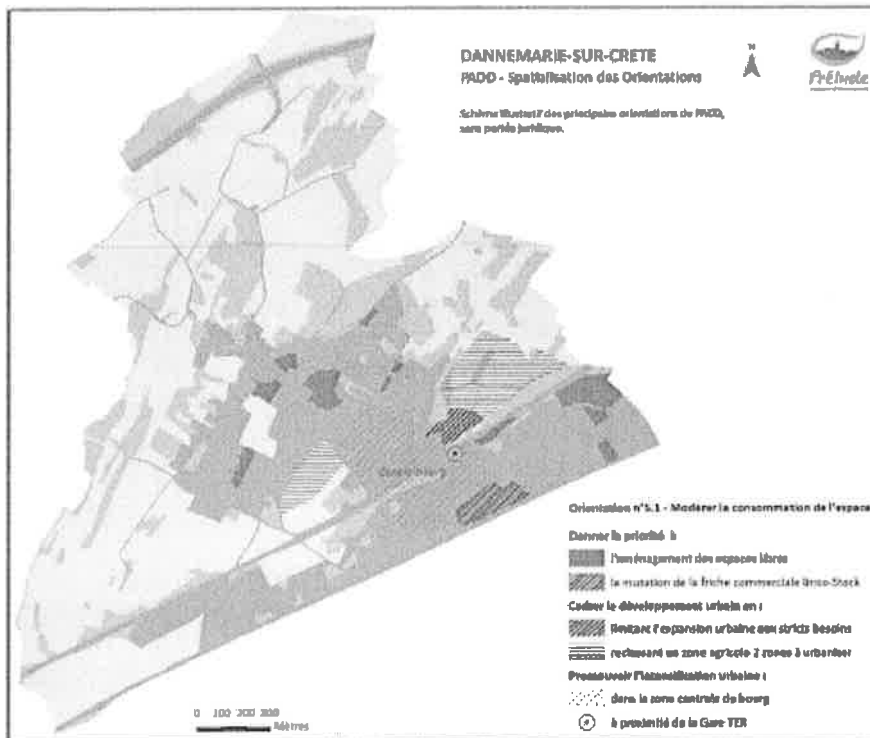 DANNEMARIE-SUR-CRETE
PADD - Spatialisation des Orientations
N
Schéma illustratif des principales orientations du PADD,
sans portée juridique.
Orientation n°5.1 - Modérer la consommation de l'espace
Donner la priorité à
l'aménagement des espaces libres
la mutation de la friche commerciale Brico-Stock
Cadrer le développement urbain en :
limitant l'expansion urbaine aux stricts besoins
reclassant en zone agricole 2 zones à urbaniser
Promouvoir l'intensification urbaine :
dans la zone centrale du bourg
à proximité de la Gare TER
0 100 200 300
Mètres